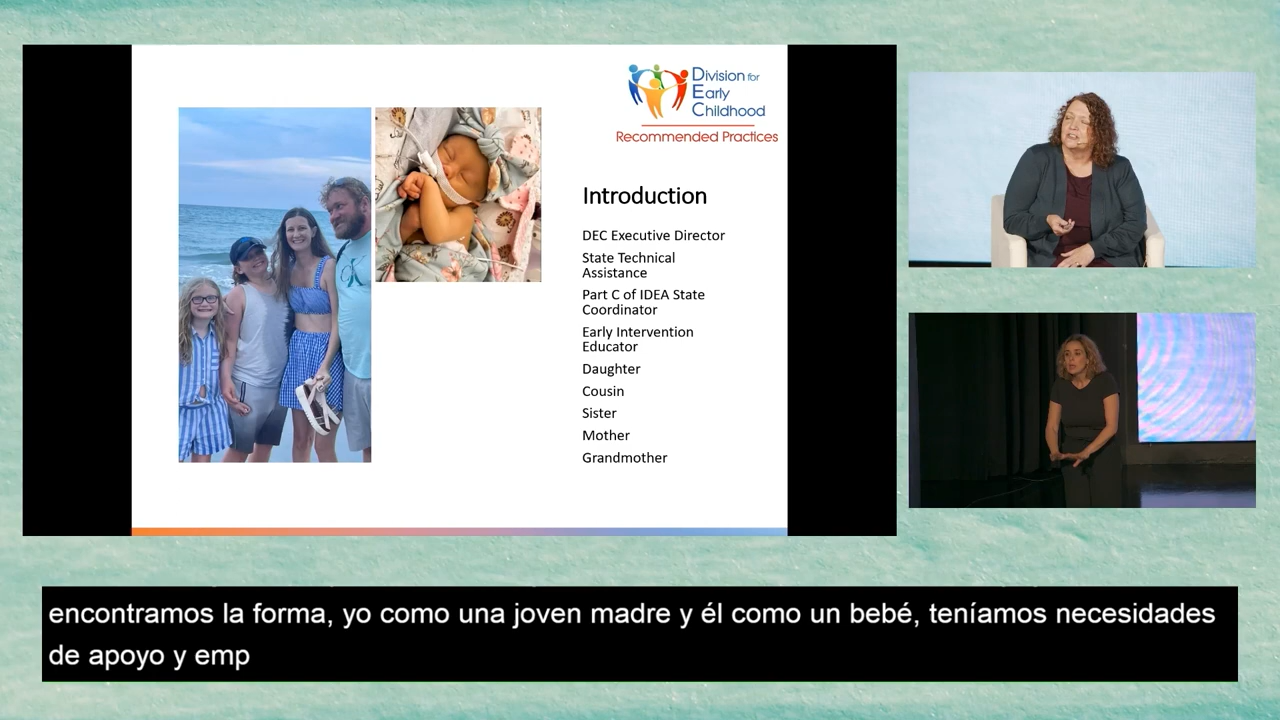 Division for
Early
Childhood
Recommended Practices
Introduction
DEC Executive Director
State Technical
Assistance
Part C of IDEA State
Coordinator
Early Intervention
Educator
Daughter
Cousin
Sister
Mother
Grandmother
encontramos la forma, yo como una joven madre y él como un bebé, teníamos necesidades
de apoyo y emp